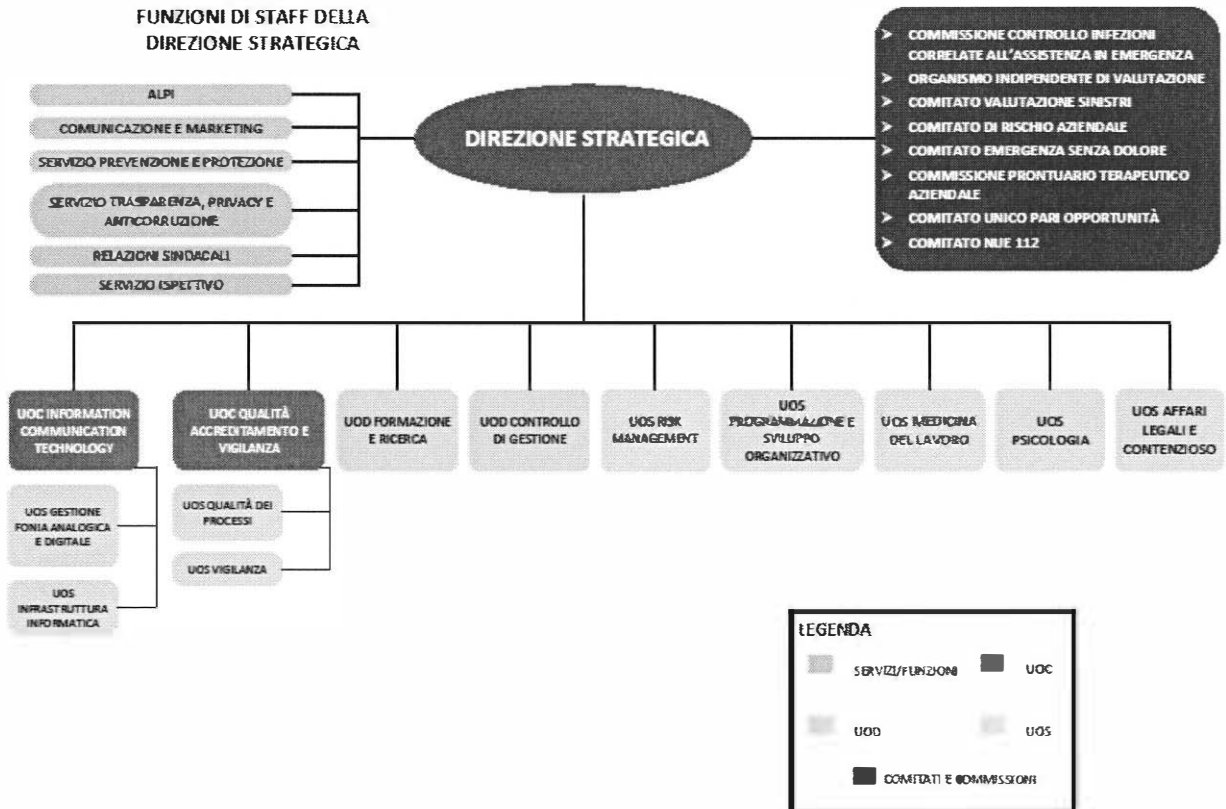 FUNZIONI DI STAFF DELLA
DIREZIONE STRATEGICA
ALPI
COMUNICAZIONE E MARKETING
SERVIZIO PREVENZIONE E PROTEZIONE
SERVIZIO TRASPARENZA, PRIVACY E
ANTICORRUZIONE
RELAZIONI SINDACALI
SERVIZIO ISPETTIVO
DIREZIONE STRATEGICA
➤ COMMISSIONE CONTROLLO INFEZIONI
CORRELATE ALL'ASSISTENZA IN EMERGENZA
➤ ORGANISMO INDIPENDENTE DI VALUTAZIONE
➤ COMITATO VALUTAZIONE SINISTRI
➤ COMITATO DI RISCHIO AZIENDALE
➤ COMITATO EMERGENZA SENZA DOLORE
➤ COMMISSIONE PRONTUARIO TERAPEUTICO
AZIENDALE
➤ COMITATO UNICO PARI OPPORTUNITÀ
➤ COMITATO NUE 112
UOC INFORMATION
COMMUNICATION
TECHNOLOGY
UOS GESTIONE
FONIA ANALOGICA
E DIGITALE
UOS
INFRASTRUTTURA
INFORMATICA
UOC QUALITÀ
ACCREDITAMENTO E
VIGILANZA
UOS QUALITÀ DEI
PROCESSI
UOS VIGILANZA
UOD FORMAZIONE
E RICERCA
UOD CONTROLLO
DI GESTIONE
UOS RISK
MANAGEMENT
UOS
PROGRAMMAZIONE E
SVILUPPO
ORGANIZZATIVO
UOS MEDICINA
DEL LAVORO
UOS
PSICOLOGIA
UOS AFFARI
LEGALI E
CONTENZIOSO
LEGENDA
SERVIZI/FUNZIONI
UOC
UOD
UOS
COMITATI E COMMISSIONI